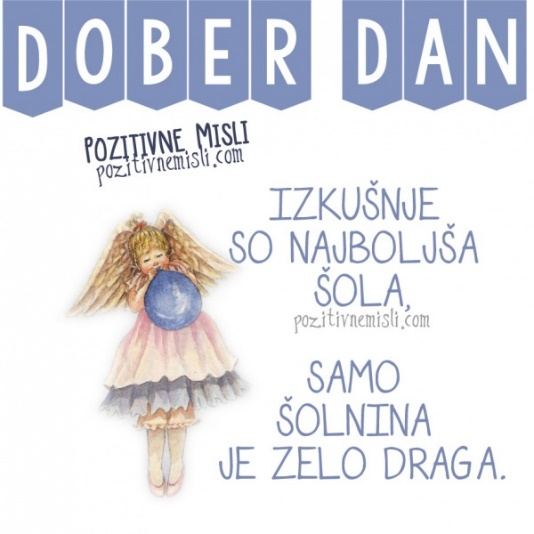 DOBER DAN
POZITIVNE MISLI
pozitivnemisli.com
IZKUŠNJE
SO NAJBOLJŠA
ŠOLA,
pozitivnemisli.com
SAMO
ŠOLNINA
JE ZELO DRAGA.